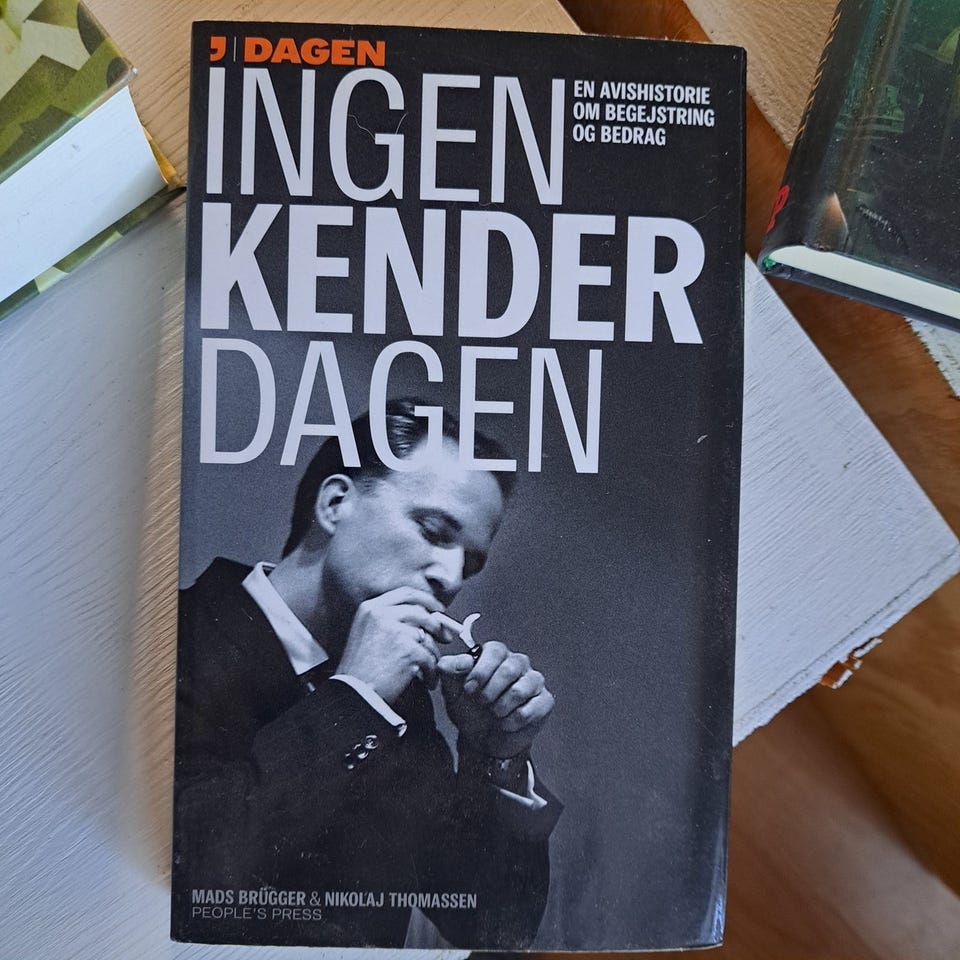 ’ | DAGEN
INGEN
EN AVISHISTORIE
OM BEGEJSTRING
OG BEDRAG
KENDER
DAGEN
MADS BRÜGGER & NIKOLAJ THOMASSEN
PEOPLE'S PRESS